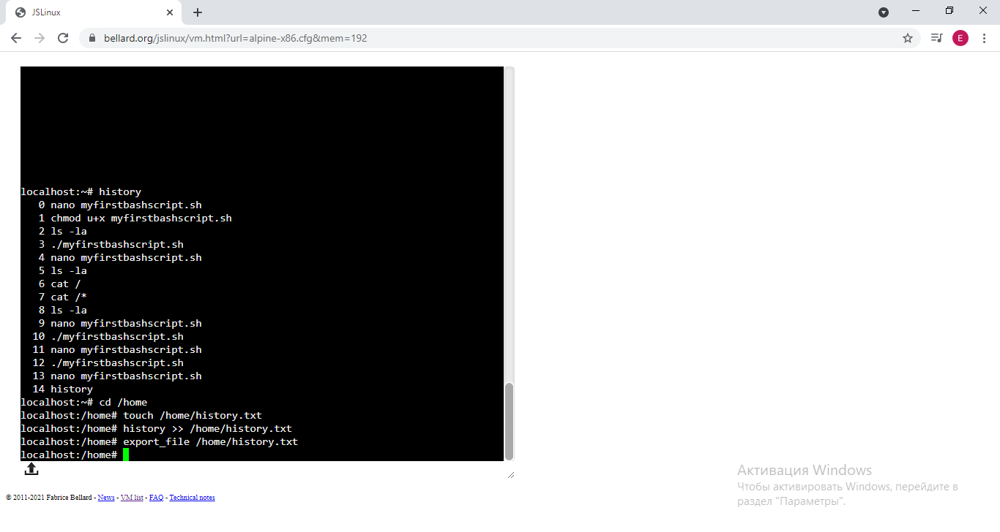 JSLinux
bellard.org/jslinux/vm.html?url=alpine-x86.cfg&mem=192
E
localhost:~# history
0 nano myfirstbashscript.sh
1 chmod u+x myfirstbashscript.sh
2 ls -la
3 ./myfirstbashscript.sh
4 nano myfirstbashscript.sh
5 ls -la
6 cat /
7 cat /*
8 ls -la
9 nano myfirstbashscript.sh
10 ./myfirstbashscript.sh
11 nano myfirstbashscript.sh
12 ./myfirstbashscript.sh
13 nano myfirstbashscript.sh
14 history
localhost:~# cd /home
localhost:/home# touch /home/history.txt
localhost:/home# history >> /home/history.txt
localhost:/home# export_file /home/history.txt
localhost:/home#
Активация Windows
Чтобы активировать Windows, перейдите в
раздел "Параметры".
© 2011-2021 Fabrice Bellard - News - VM list - FAQ - Technical notes